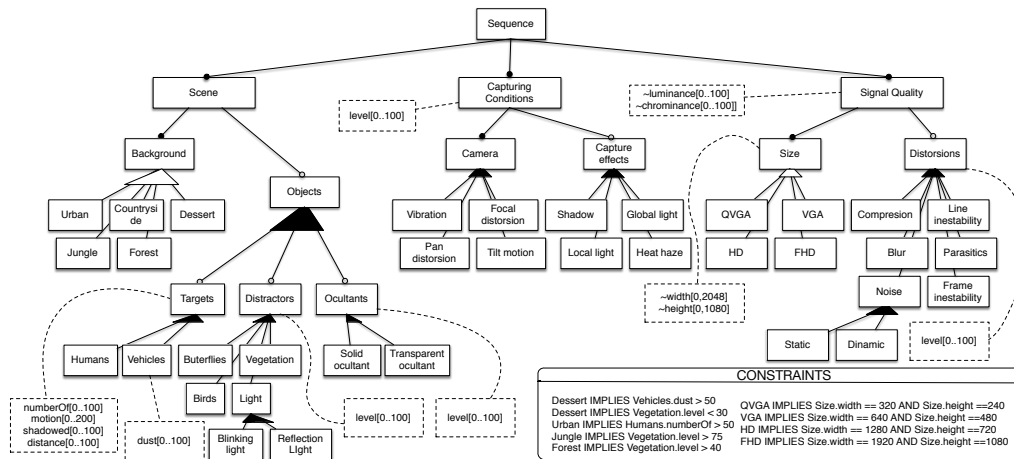 Sequence
Scene
Capturing
Conditions
Signal Quality
level[0..100]
~luminance[0..100]
~chrominance[0..100]]
Background
Objects
Camera
Capture
effects
Size
Distorsions
Urban
Countrysi
de
Dessert
Jungle
Forest
Vibration
Focal
distorsion
Pan
distorsion
Tilt motion
Shadow
Global light
Local light
Heat haze
QVGA
VGA
HD
FHD
Compresion
Line
inestability
Blur
Parasitics
Noise
Frame
inestability
Static
Dinamic
~width[0,2048]
~height[0,1080]
level[0..100]
Targets
Distractors
Ocultants
Humans
Vehicles
Buterflies
Vegetation
Solid
ocultant
Transparent
ocultant
Birds
Light
Blinking
light
Reflection
LIght
numberOf[0..100]
motion[0..200]
shadowed[0..100]
distance[0..100]
dust[0..100]
level[0..100]
level[0..100]
CONSTRAINTS
Dessert IMPLIES Vehicles.dust > 50
Dessert IMPLIES Vegetation.level < 30
Urban IMPLIES Humans.numberOf > 50
Jungle IMPLIES Vegetation.level > 75
Forest IMPLIES Vegetation.level > 40
QVGA IMPLIES Size.width == 320 AND Size.height ==240
VGA IMPLIES Size.width == 640 AND Size.height ==480
HD IMPLIES Size.width == 1280 AND Size.height ==720
FHD IMPLIES Size.width == 1920 AND Size.height ==1080